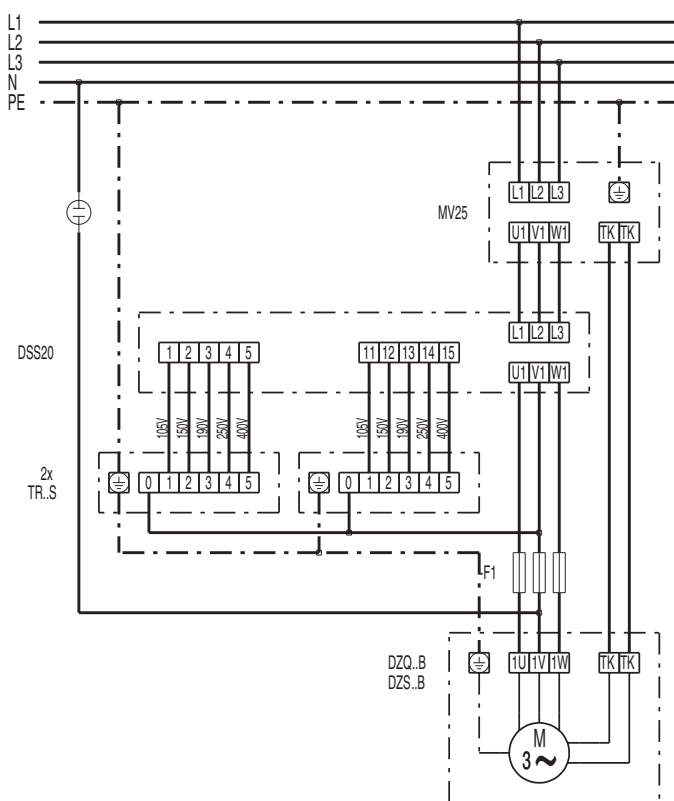 L1
L2
L3
N
PE
L1 L2 L3
MV25
U1 V1 W1 TK TK
L1 L2 L3
DSS20
1 2 3 4 5 11 12 13 14 15
U1 V1 W1
105V 150V 190V 250V 400V 105V 150V 190V 250V 400V
2x
TR..S
0 1 2 3 4 5 0 1 2 3 4 5
F1
DZQ..B
DZS..B
1U 1V 1W TK TK
M
3 ~